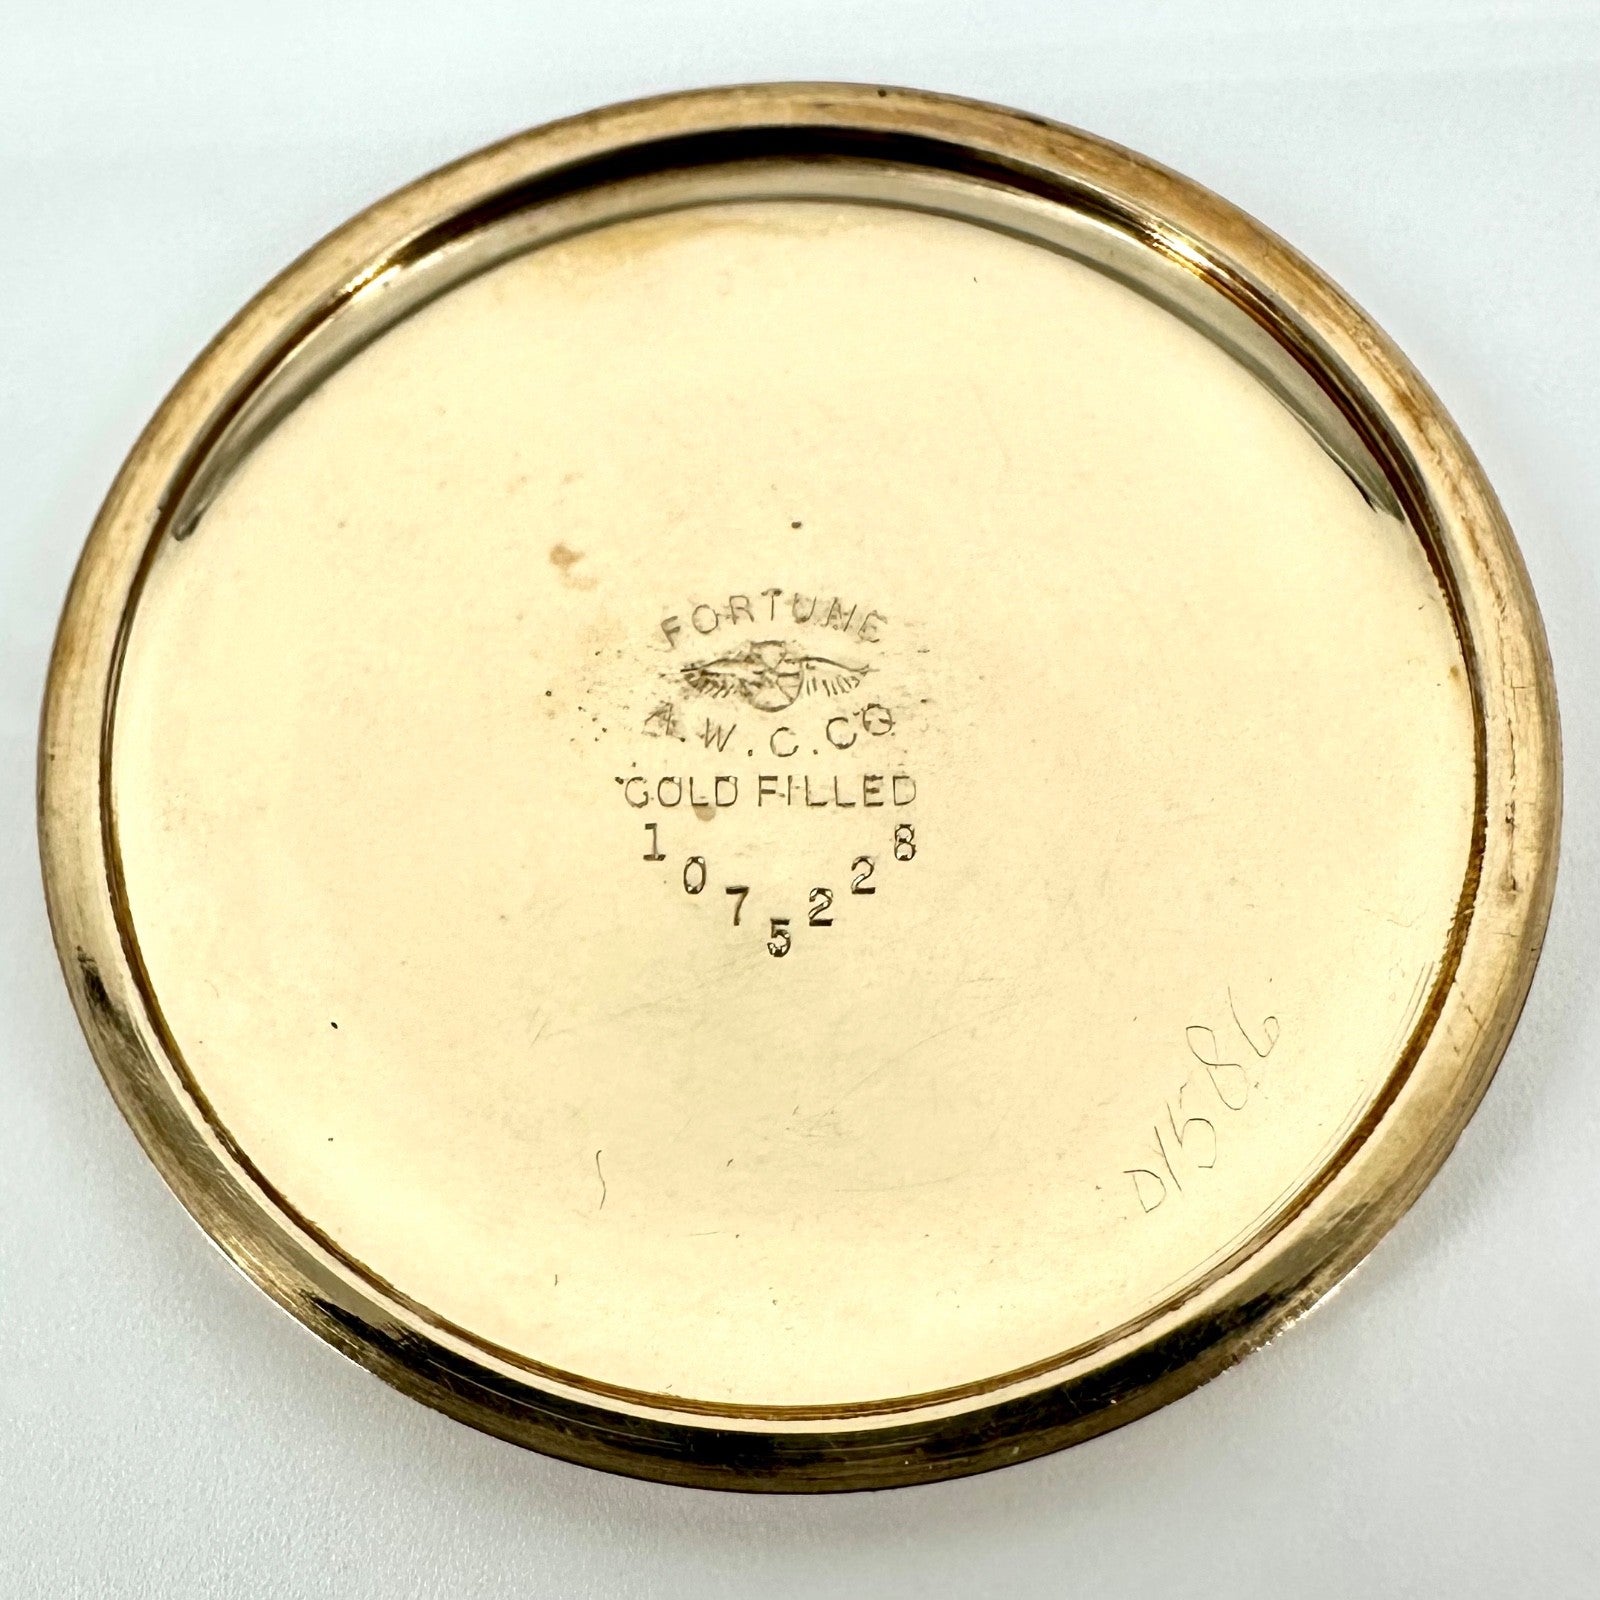 FORTUNE
A.W.C.CO
GOLD FILLED
1075228
D1586